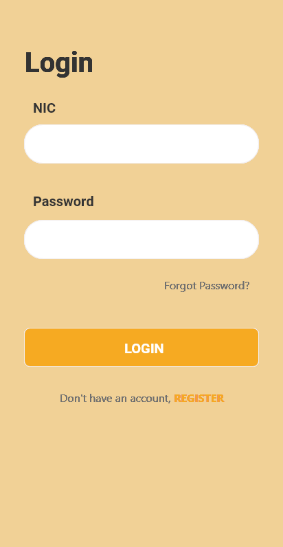 Login
NIC
Password
Forgot Password?
LOGIN
Don't have an account, REGISTER